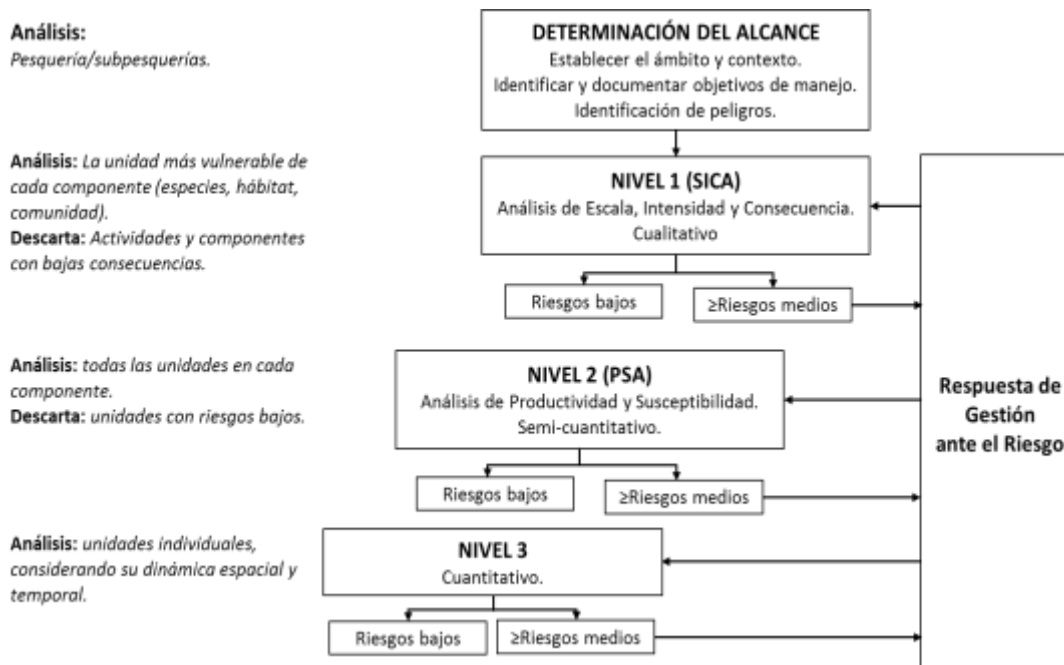 Análisis:
Pesquería/subpesquerías.
DETERMINACIÓN DEL ALCANCE
Establecer el ámbito y contexto.
Identificar y documentar objetivos de manejo.
Identificación de peligros.
Análisis: La unidad más vulnerable de
cada componente (especies, hábitat,
comunidad).
Descarta: Actividades y componentes
con bajas consecuencias.
NIVEL 1 (SICA)
Análisis de Escala, Intensidad y Consecuencia.
Cualitativo
Riesgos bajos
≥Riesgos medios
Análisis: todas las unidades en cada
componente.
Descarta: unidades con riesgos bajos.
NIVEL 2 (PSA)
Análisis de Productividad y Susceptibilidad.
Semi-cuantitativo.
Riesgos bajos
≥Riesgos medios
Análisis: unidades individuales,
considerando su dinámica espacial y
temporal.
NIVEL 3
Cuantitativo.
Riesgos bajos
≥Riesgos medios
Respuesta de
Gestión
ante el Riesgo